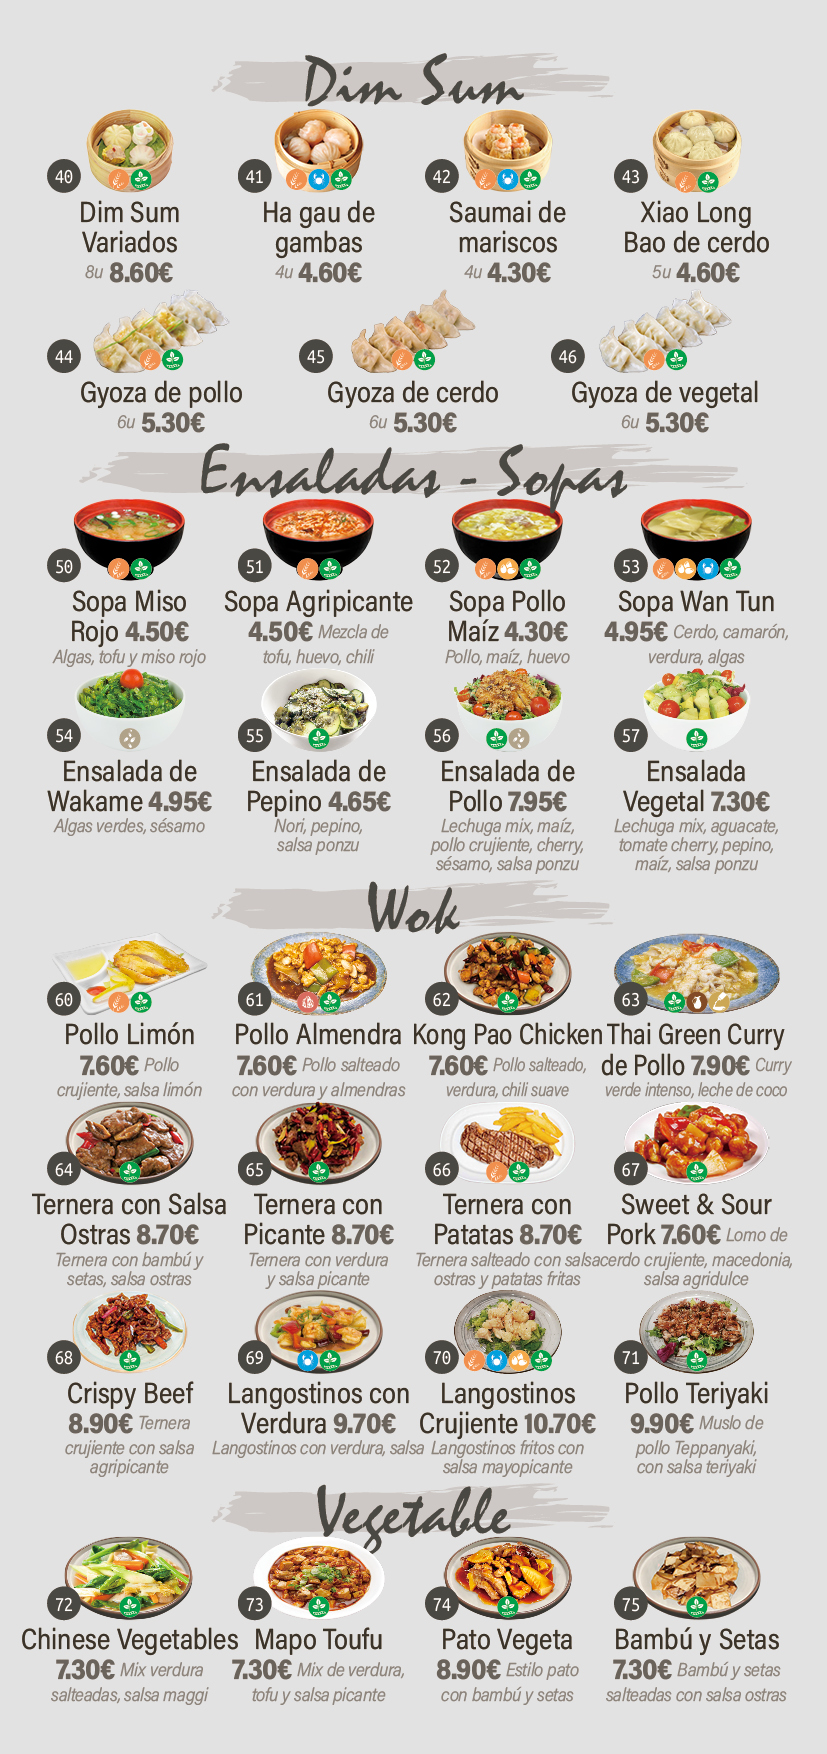 Dim Sum
40
Dim Sum
Variados
8u 8.60€
41
Ha gau de
gambas
4u 4.60€
42
Saumai de
mariscos
4u 4.30€
43
Xiao Long
Bao de cerdo
5u 4.60€
44
Gyoza de pollo
6u 5.30€
45
Gyoza de cerdo
6u 5.30€
46
Gyoza de vegetal
6u 5.30€
Ensaladas - Sopas
50
Sopa Miso
Rojo 4.50€
Algas, tofu y miso rojo
51
Sopa Agripicante
4.50€ Mezcla de
tofu, huevo, chili
52
Sopa Pollo
Maíz 4.30€
Pollo, maíz, huevo
53
Sopa Wan Tun
4.95€ Cerdo, camarón,
verdura, algas
54
Ensalada de
Wakame 4.95€
Algas verdes, sésamo
55
Ensalada de
Pepino 4.65€
Nori, pepino,
salsa ponzu
56
Ensalada de
Pollo 7.95€
Lechuga mix, maíz,
pollo crujiente, cherry,
sésamo, salsa ponzu
57
Ensalada
Vegetal 7.30€
Lechuga mix, aguacate,
tomate cherry, pepino,
maíz, salsa ponzu
Wok
60
Pollo Limón
7.60€ Pollo
crujiente, salsa limón
61
Pollo Almendra
7.60€ Pollo salteado
con verdura y almendras
62
Kong Pao Chicken
7.60€ Pollo salteado,
verdura, chili suave
63
Thai Green Curry
de Pollo 7.90€ Curry
verde intenso, leche de coco
64
Ternera con Salsa
Ostras 8.70€
Ternera con bambú y
setas, salsa ostras
65
Ternera con
Picante 8.70€
Ternera con verdura
y salsa picante
66
Ternera con
Patatas 8.70€
Ternera salteado con salsa
ostras y patatas fritas
67
Sweet & Sour
Pork 7.60€ Lomo de
cerdo crujiente, macedonia,
salsa agridulce
68
Crispy Beef
8.90€ Ternera
crujiente con salsa
agripicante
69
Langostinos con
Verdura 9.70€
Langostinos con verdura, salsa
70
Langostinos
Crujiente 10.70€
Langostinos fritos con
salsa mayopicante
71
Pollo Teriyaki
9.90€ Muslo de
pollo Teppanyaki,
con salsa teriyaki
Vegetable
72
Chinese Vegetables
7.30€ Mix verdura
salteadas, salsa maggi
73
Mapo Toufu
7.30€ Mix de verdura,
tofu y salsa picante
74
Pato Vegeta
8.90€ Estilo pato
con bambú y setas
75
Bambú y Setas
7.30€ Bambú y setas
salteadas con salsa ostras